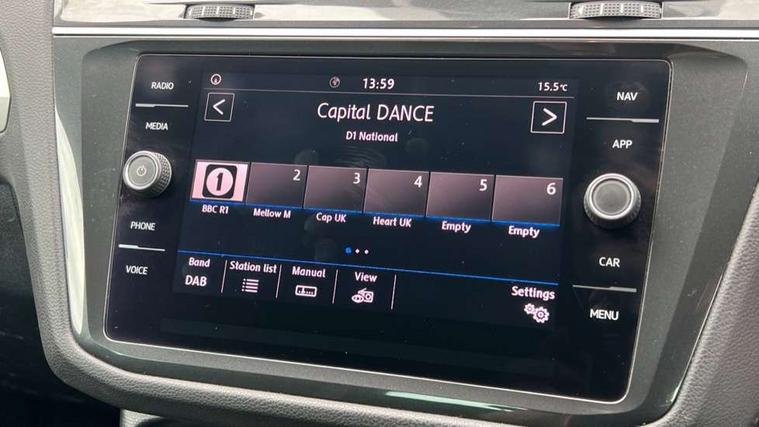 RADIO
MEDIA
PHONE
VOICE
13:59
15.5°C
<
Capital DANCE
>
D1 National
1 2 3 4 5 6
BBC R1 Mellow M Cap UK Heart UK Empty Empty
Band Station list Manual View Settings
DAB
NAV
APP
CAR
MENU